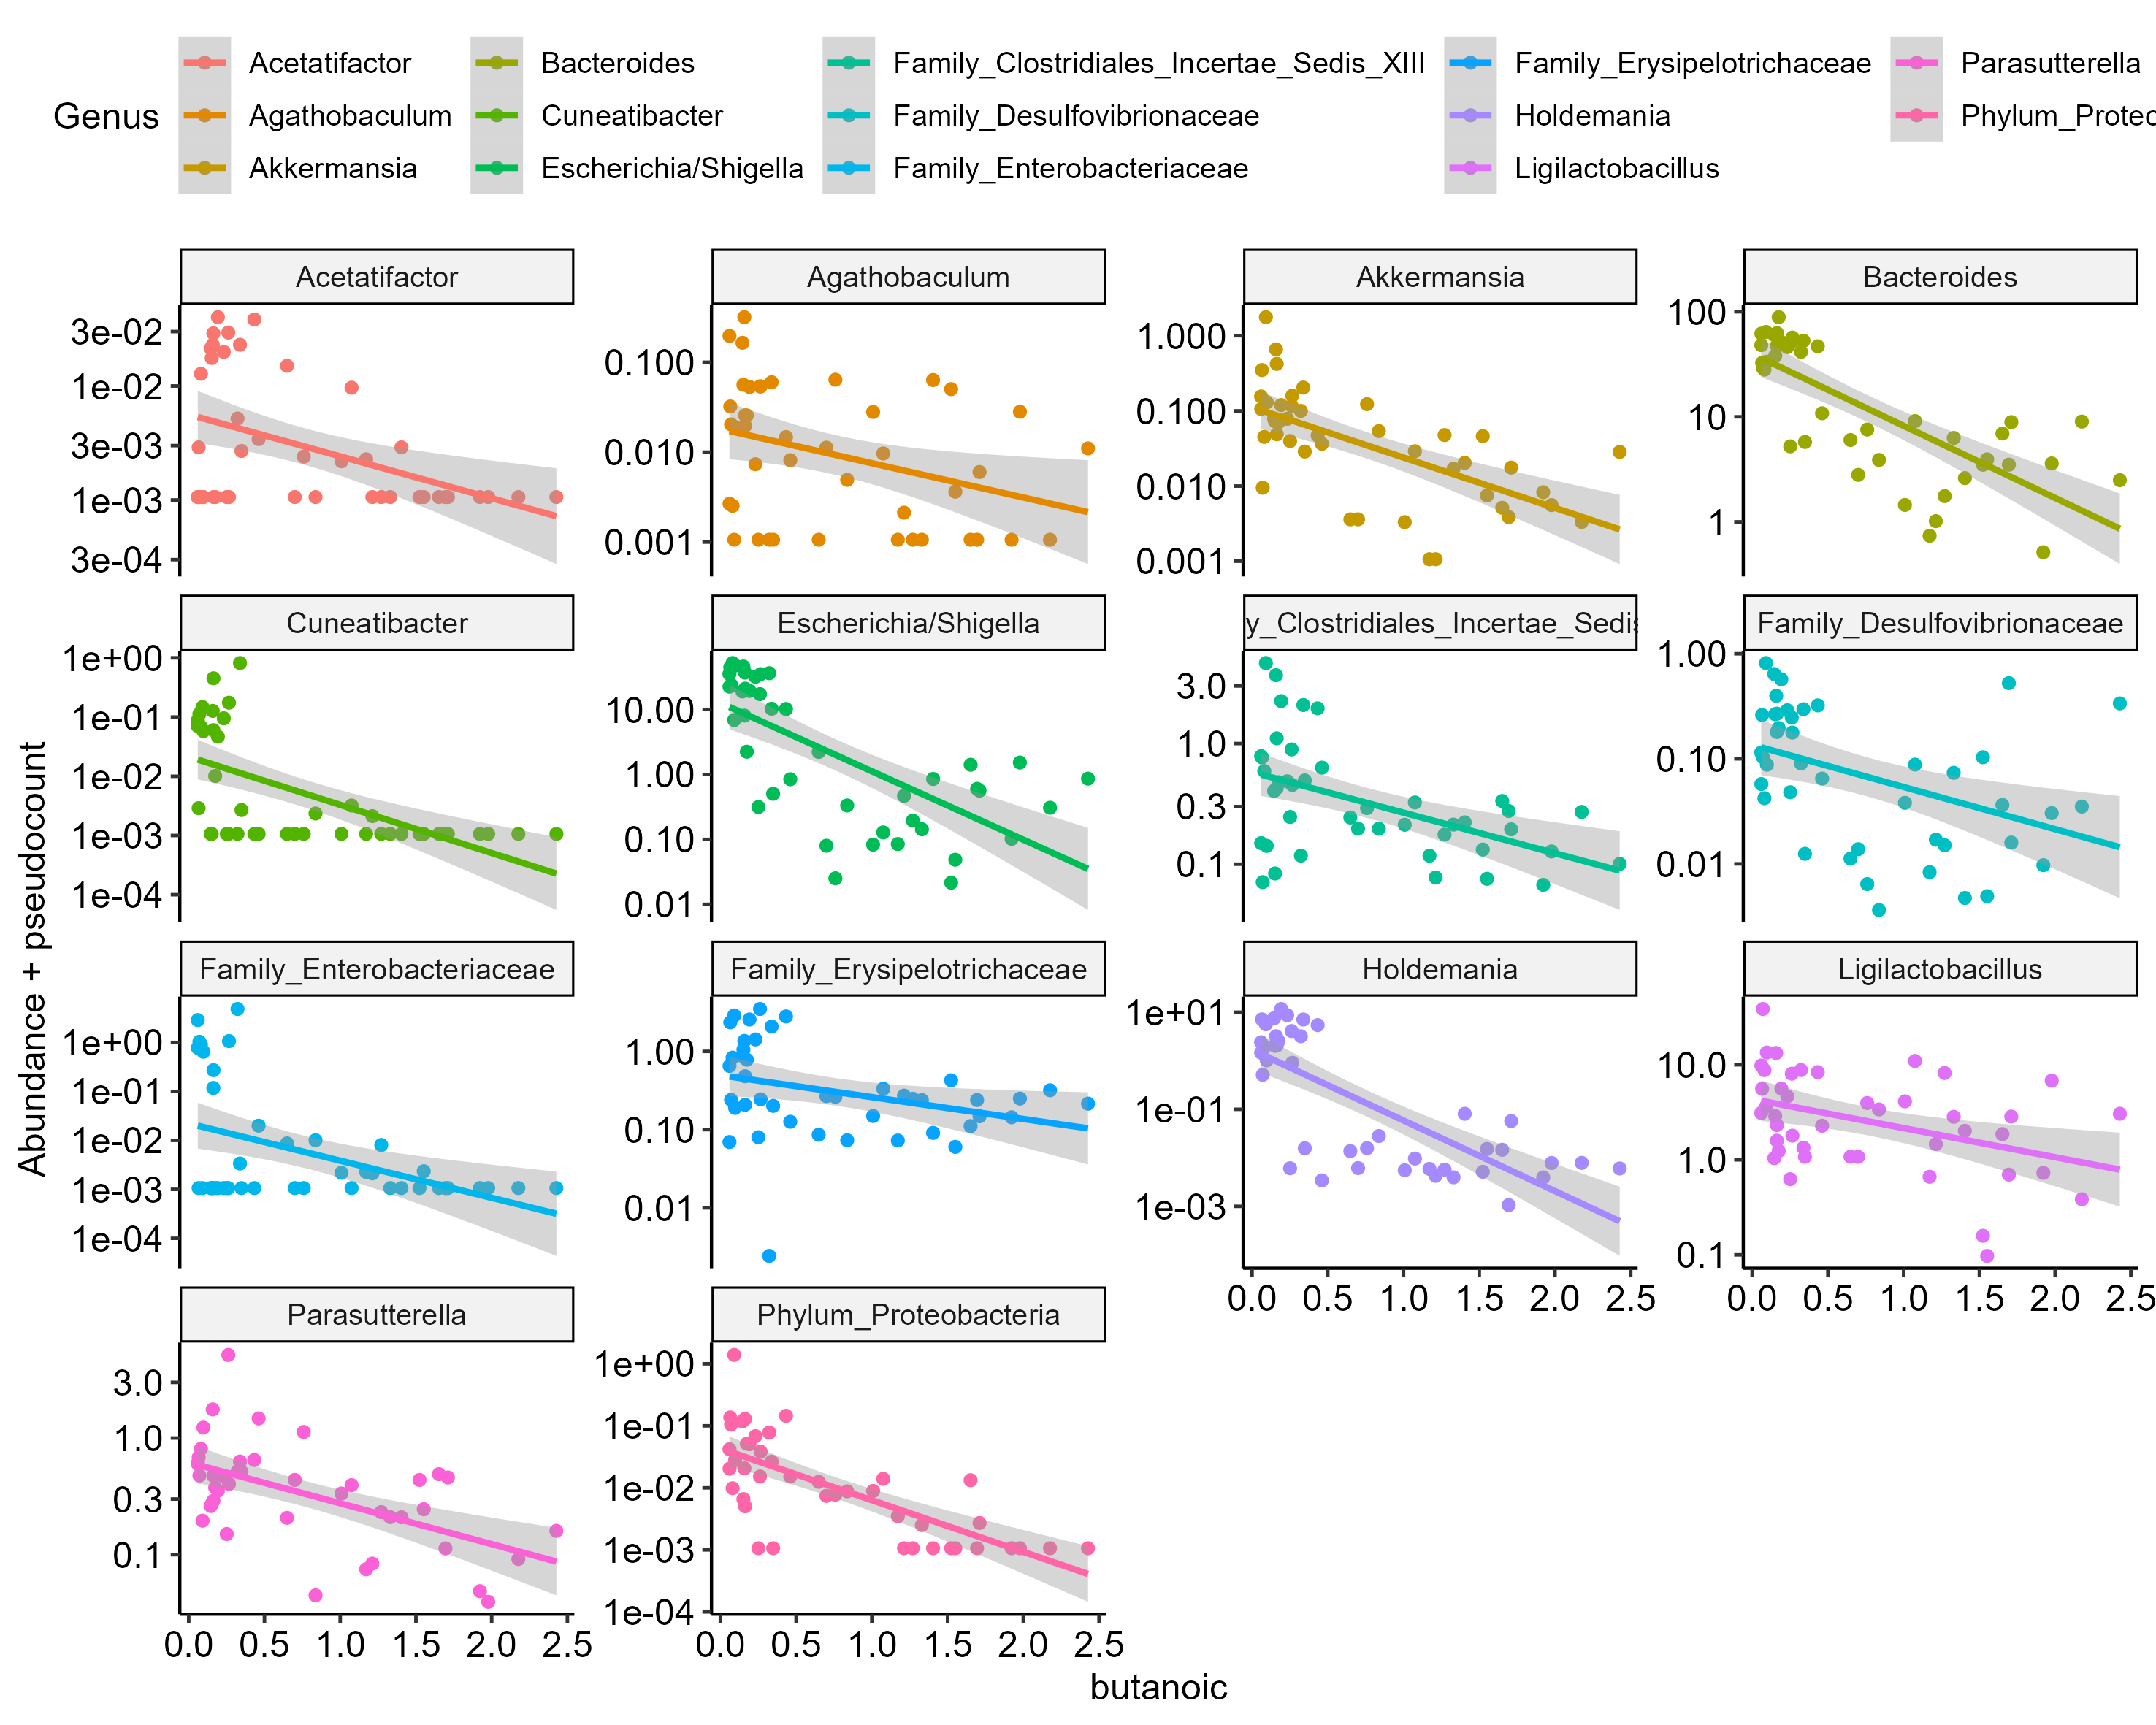 Genus
Acetatifactor
Agathobaculum
Akkermansia
Bacteroides
Cuneatibacter
Escherichia/Shigella
Family_Clostridiales_Incertae_Sedis_XIII
Family_Desulfovibrionaceae
Family_Enterobacteriaceae
Family_Erysipelotrichaceae
Holdemania
Ligilactobacillus
Parasutterella
Phylum_Proteo
Abundance + pseudocount
Acetatifactor
3e-02
1e-02
3e-03
1e-03
3e-04
Agathobaculum
0.100
0.010
0.001
Akkermansia
1.000
0.100
0.010
0.001
Bacteroides
100
10
1
Cuneatibacter
1e+00
1e-01
1e-02
1e-03
1e-04
Escherichia/Shigella
10.00
1.00
0.10
0.01
y_Clostridiales_Incertae_Sedis
3.0
1.0
0.3
0.1
Family_Desulfovibrionaceae
1.00
0.10
0.01
Family_Enterobacteriaceae
1e+00
1e-01
1e-02
1e-03
1e-04
Family_Erysipelotrichaceae
1.00
0.10
0.01
Holdemania
1e+01
1e-01
1e-03
0.0 0.5 1.0 1.5 2.0 2.5
Ligilactobacillus
10.0
1.0
0.1
0.0 0.5 1.0 1.5 2.0 2.5
Parasutterella
3.0
1.0
0.3
0.1
0.0 0.5 1.0 1.5 2.0 2.5
Phylum_Proteobacteria
1e+00
1e-01
1e-02
1e-03
1e-04
0.0 0.5 1.0 1.5 2.0 2.5
butanoic